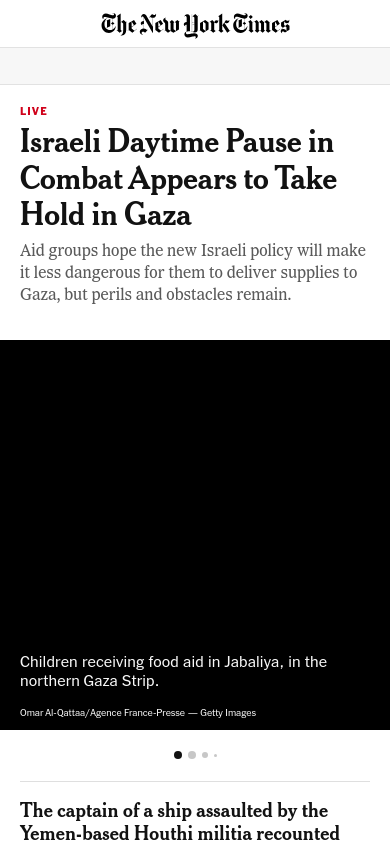 The New York Times
LIVE
Israeli Daytime Pause in
Combat Appears to Take
Hold in Gaza
Aid groups hope the new Israeli policy will make
it less dangerous for them to deliver supplies to
Gaza, but perils and obstacles remain.
Children receiving food aid in Jabaliya, in the
northern Gaza Strip.
Omar Al-Qattaa/Agence France-Presse — Getty Images
The captain of a ship assaulted by the
Yemen-based Houthi militia recounted